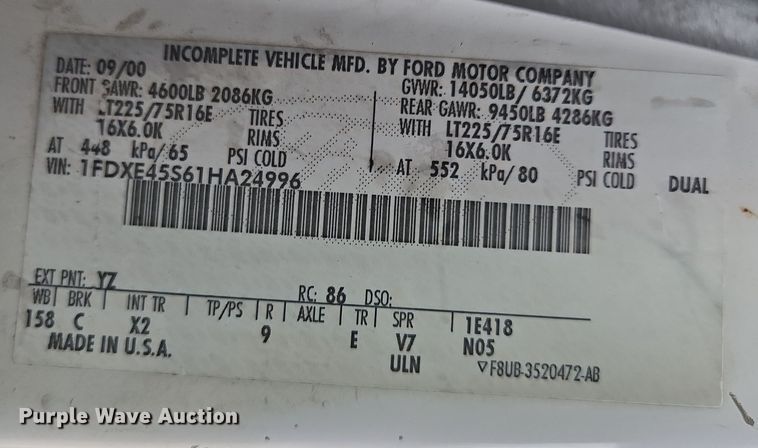 INCOMPLETE VEHICLE MFD. BY FORD MOTOR COMPANY
DATE: 09/00 GVWR: 14050LB/ 6372KG
FRONT GAWR: 4600LB 2086KG REAR GAWR: 9450LB 4286KG
WITH LT225/75R16E TIRES WITH LT225/75R16E TIRES
16X6.0K RIMS 16X6.0K RIMS
AT 448 kPa/65 PSI COLD AT 552 kPa/80 PSI COLD DUAL
VIN: 1FDXE45S61HA24996
EXT PNT: YZ RC: 86 DSO:
WB BRK INT TR TP/PS R AXLE TR SPR 1E418
158 C X2 9 E V7 N05
MADE IN U.S.A. ULN ▽F8UB-3520472-AB
Purple Wave Auction